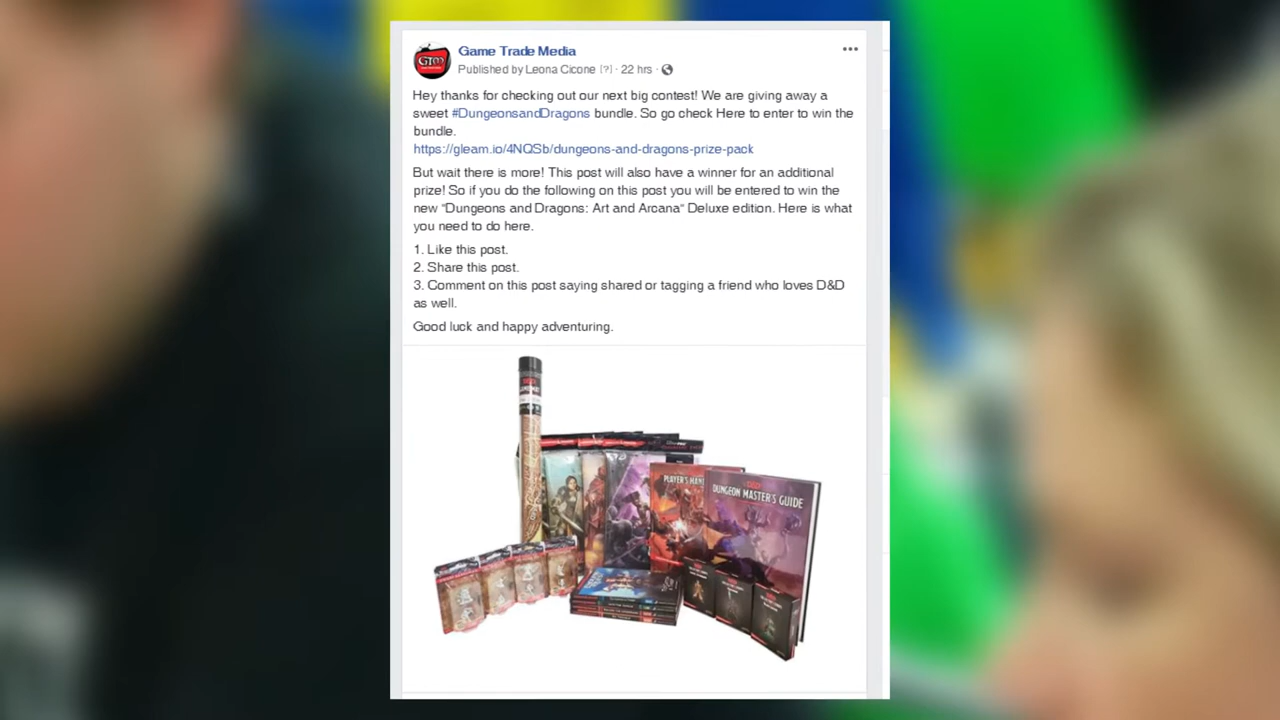 Game Trade Media
Published by Leona Cicone [?] · 22 hrs ·
Hey thanks for checking out our next big contest! We are giving away a
sweet #DungeonsandDragons bundle. So go check Here to enter to win the
bundle.
https://gleam.io/4NQSb/dungeons-and-dragons-prize-pack
But wait there is more! This post will also have a winner for an additional
prize! So if you do the following on this post you will be entered to win the
new "Dungeons and Dragons: Art and Arcana" Deluxe edition. Here is what
you need to do here.
1. Like this post.
2. Share this post.
3. Comment on this post saying shared or tagging a friend who loves D&D
as well.
Good luck and happy adventuring.
GTM
PLAYER'S HAN
DUNGEON MASTER'S GUIDE